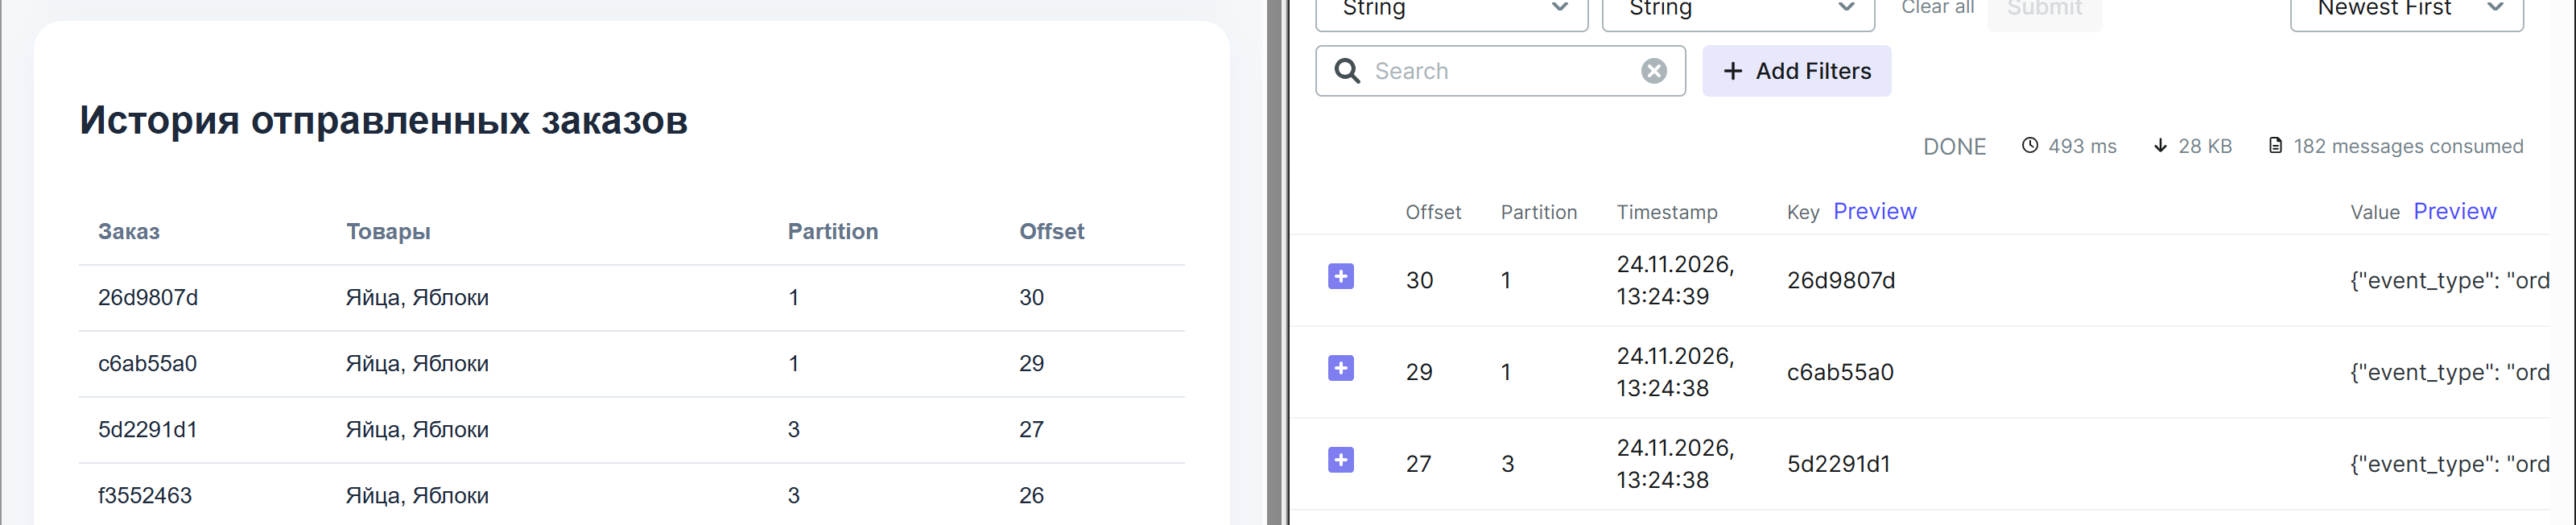 История отправленных заказов
Заказ Товары Partition Offset
26d9807d Яйца, Яблоки 1 30
c6ab55a0 Яйца, Яблоки 1 29
5d2291d1 Яйца, Яблоки 3 27
f3552463 Яйца, Яблоки 3 26
String String Clear all Submit Newest First
Search + Add Filters
DONE 493 ms 28 KB 182 messages consumed
Offset Partition Timestamp Key Preview Value Preview
30 1 24.11.2026, 13:24:39 26d9807d {"event_type": "ord
29 1 24.11.2026, 13:24:38 c6ab55a0 {"event_type": "ord
27 3 24.11.2026, 13:24:38 5d2291d1 {"event_type": "ord